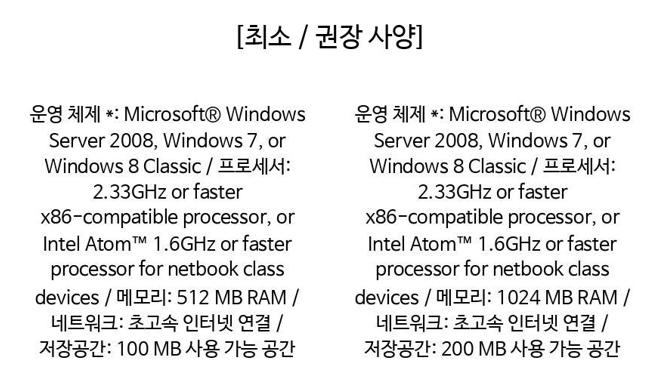 [최소 / 권장 사양]
운영 체제 *: Microsoft® Windows
Server 2008, Windows 7, or
Windows 8 Classic / 프로세서:
2.33GHz or faster
x86-compatible processor, or
Intel Atom™ 1.6GHz or faster
processor for netbook class
devices / 메모리: 512 MB RAM /
네트워크: 초고속 인터넷 연결 /
저장공간: 100 MB 사용 가능 공간
운영 체제 *: Microsoft® Windows
Server 2008, Windows 7, or
Windows 8 Classic / 프로세서:
2.33GHz or faster
x86-compatible processor, or
Intel Atom™ 1.6GHz or faster
processor for netbook class
devices / 메모리: 1024 MB RAM /
네트워크: 초고속 인터넷 연결 /
저장공간: 200 MB 사용 가능 공간